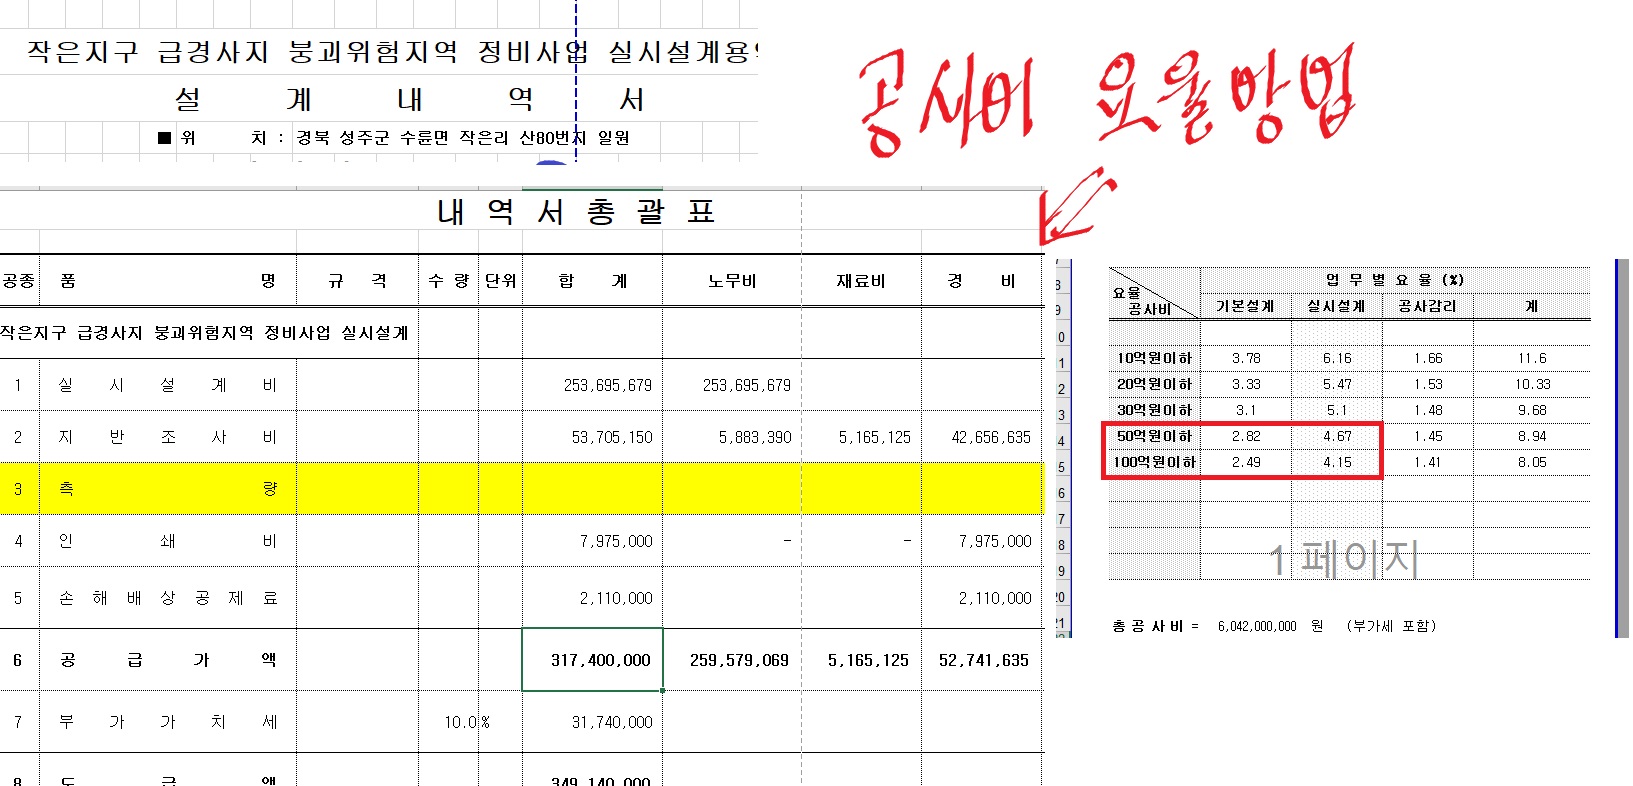 작은지구 급경사지 붕괴위험지역 정비사업 실시설계용
설 계 내 역 서
■ 위 치 : 경북 성주군 수륜면 작은리 산80번지 일원
공사비 요율방법
내 역 서 총 괄 표
공종 품 명 규 격 수 량 단위 합 계 노무비 재료비 경 비
작은지구 급경사지 붕괴위험지역 정비사업 실시설계
1 실 시 설 계 비 253,695,679 253,695,679
2 지 반 조 사 비 53,705,150 5,883,390 5,165,125 42,656,635
3 측 량
4 인 쇄 비 7,975,000 - - 7,975,000
5 손 해 배 상 공 제 료 2,110,000 2,110,000
6 공 급 가 액 317,400,000 259,579,069 5,165,125 52,741,635
7 부 가 가 치 세 10.0 % 31,740,000
8 도 급 액 349,140,000
요율 업 무 별 요 율 (%)
공사비 기본설계 실시설계 공사감리 계
10억원이하 3.78 6.16 1.66 11.6
20억원이하 3.33 5.47 1.53 10.33
30억원이하 3.1 5.1 1.48 9.68
50억원이하 2.82 4.67 1.45 8.94
100억원이하 2.49 4.15 1.41 8.05
1 페이지
총 공 사 비 = 6,042,000,000 원 (부가세 포함)